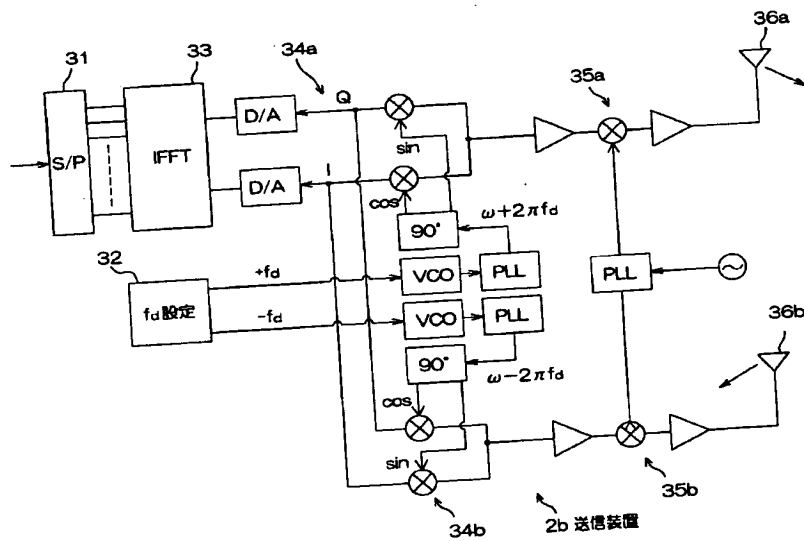 36a
31
33
34a
35a
Q
D/A
S/P
IFFT
sin
I
D/A
cos
90°
ω+2πfd
32
+fd
VCO
PLL
PLL
fd設定
-fd
VCO
PLL
36b
90°
ω-2πfd
cos
sin
34b
35b
2b 送信装置